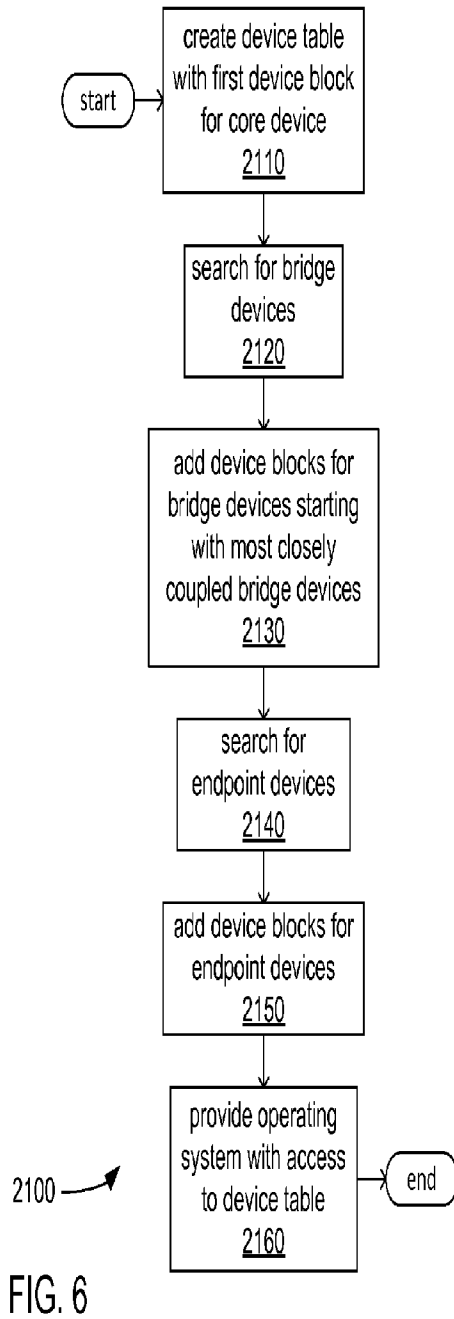 start
create device table
with first device block
for core device
2110
search for bridge
devices
2120
add device blocks for
bridge devices starting
with most closely
coupled bridge devices
2130
search for
endpoint devices
2140
add device blocks for
endpoint devices
2150
provide operating
system with access
to device table
2160
end
2100
FIG. 6